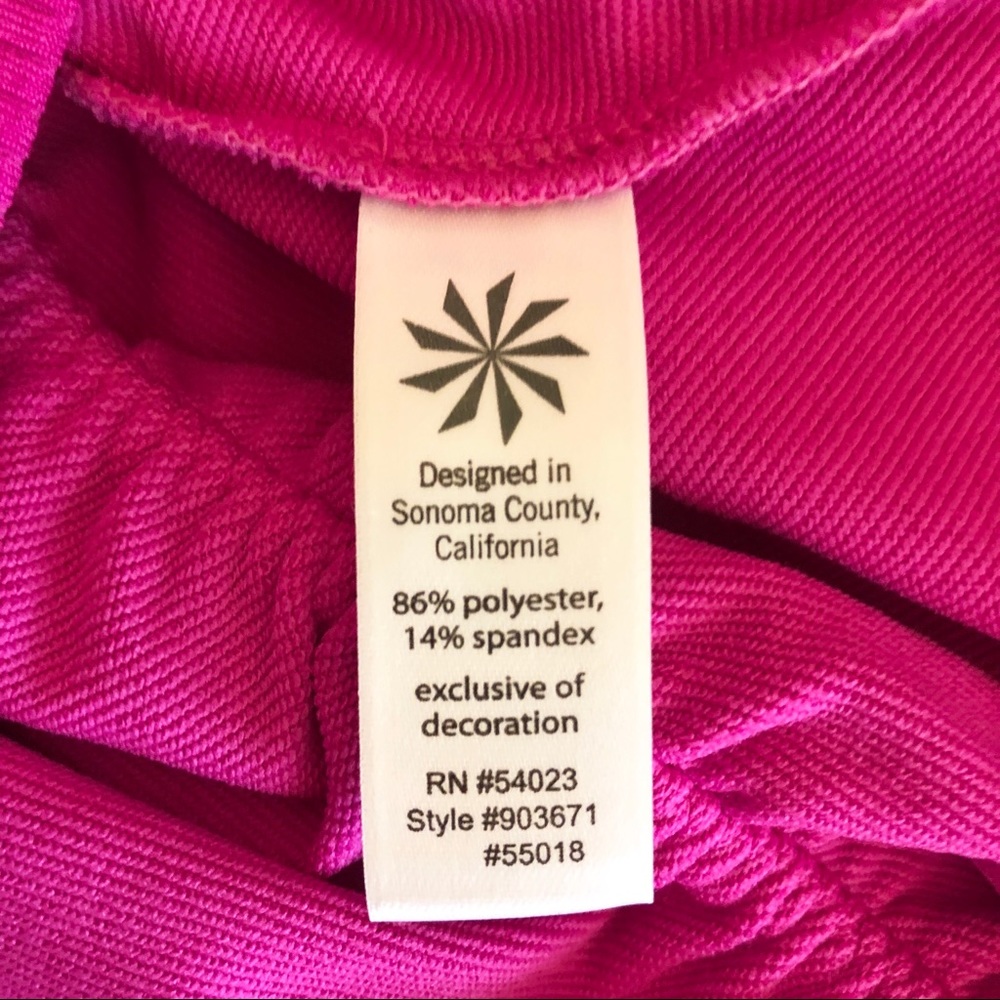 Designed in
Sonoma County,
California
86% polyester,
14% spandex
exclusive of
decoration
RN #54023
Style #903671
#55018